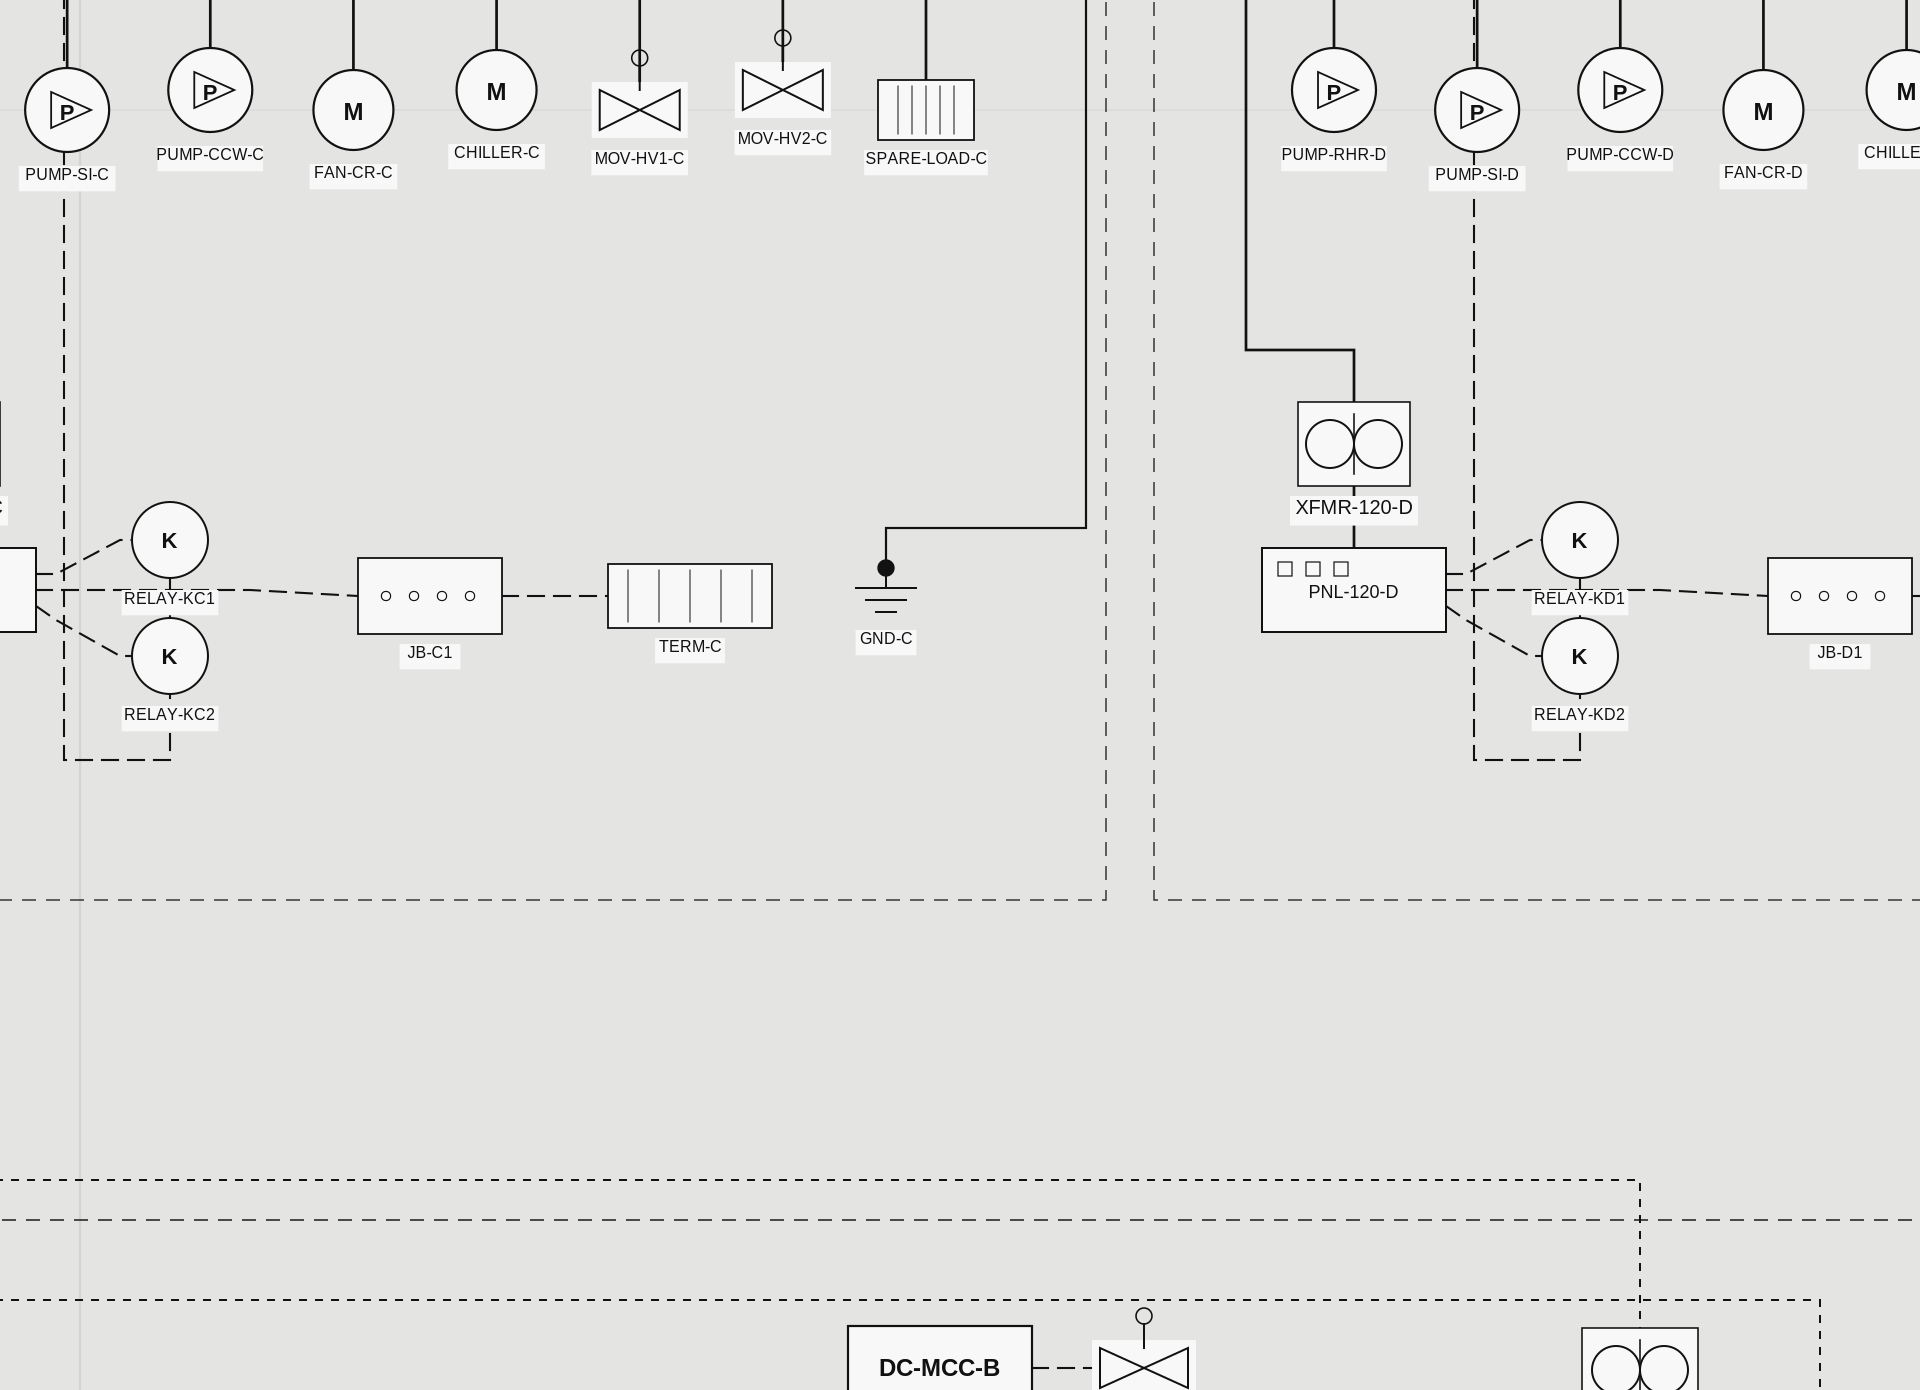 P
PUMP-SI-C
P
PUMP-CCW-C
M
FAN-CR-C
M
CHILLER-C
MOV-HV1-C
MOV-HV2-C
SPARE-LOAD-C
P
PUMP-RHR-D
P
PUMP-SI-D
P
PUMP-CCW-D
M
FAN-CR-D
M
CHILLE
K
RELAY-KC1
K
RELAY-KC2
JB-C1
TERM-C
GND-C
XFMR-120-D
PNL-120-D
K
RELAY-KD1
K
RELAY-KD2
JB-D1
DC-MCC-B